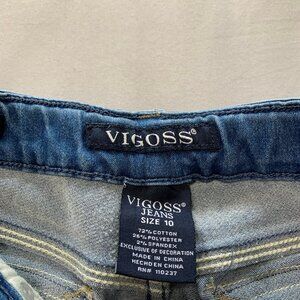 VIGOSS®
VIGOSS®
JEANS
SIZE 10
72% COTTON
26% POLYESTER
2% SPANDEX
EXCLUSIVE OF DECORATION
MADE IN CHINA
HECHO EN CHINA
RN# 110237